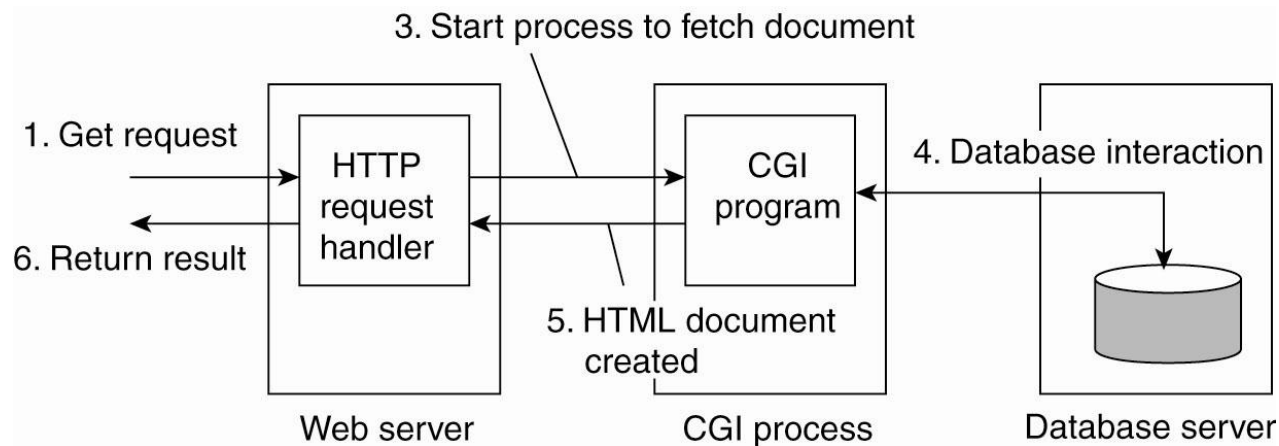 3. Start process to fetch document
1. Get request
HTTP
request
handler
CGI
program
4. Database interaction
6. Return result
5. HTML document
created
Web server
CGI process
Database server